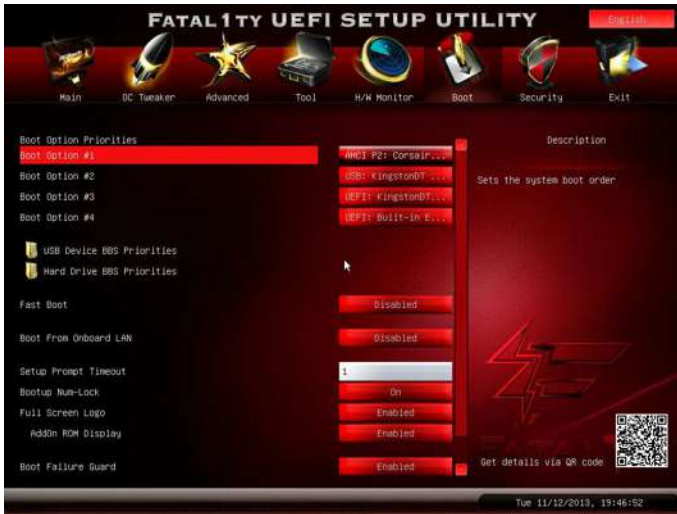 FATAL1TY UEFI SETUP UTILITY
English
Main
OC Tweaker
Advanced
Tool
H/W Monitor
Boot
Security
Exit
Boot Option Priorities
Boot Option #1 AHCI P2: Corsair...
Boot Option #2 USB: KingstonDT ...
Boot Option #3 UEFI: KingstonDT...
Boot Option #4 UEFI: Built-in E...
USB Device BBS Priorities
Hard Drive BBS Priorities
Fast Boot Disabled
Boot From Onboard LAN Disabled
Setup Prompt Timeout 1
Bootup Num-Lock On
Full Screen Logo Enabled
AddOn ROM Display Enabled
Boot Failure Guard Enabled
Description
Sets the system boot order
Get details via QR code
Tue 11/12/2013, 19:46:52